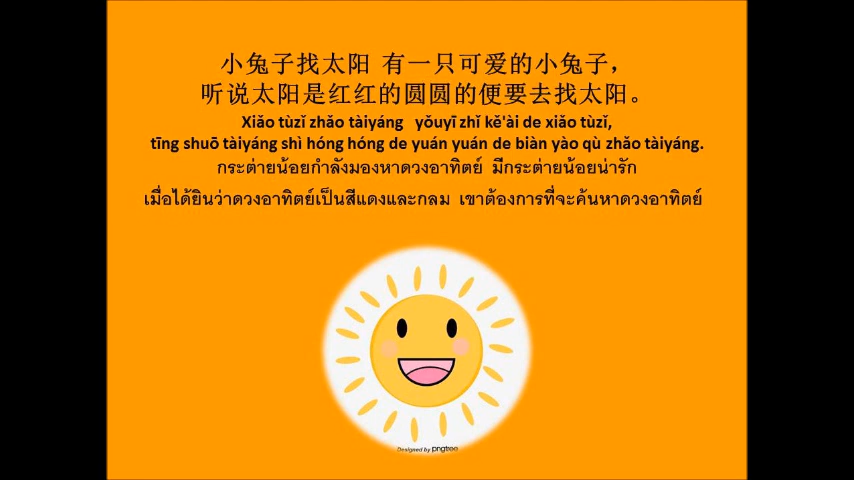 小兔子找太阳 有一只可爱的小兔子，
听说太阳是红红的圆圆的便要去找太阳。
Xiǎo tùzǐ zhǎo tàiyáng yǒuyī zhǐ kě'ài de xiǎo tùzǐ,
tīng shuō tàiyáng shì hóng hóng de yuán yuán de biàn yào qù zhǎo tàiyáng.
กระต่ายน้อยกำลังมองหาดวงอาทิตย์ มีกระต่ายน้อยน่ารัก
เมื่อได้ยินว่าดวงอาทิตย์เป็นสีแดงและกลม เขาต้องการที่จะค้นหาดวงอาทิตย์
Designed by pngtree